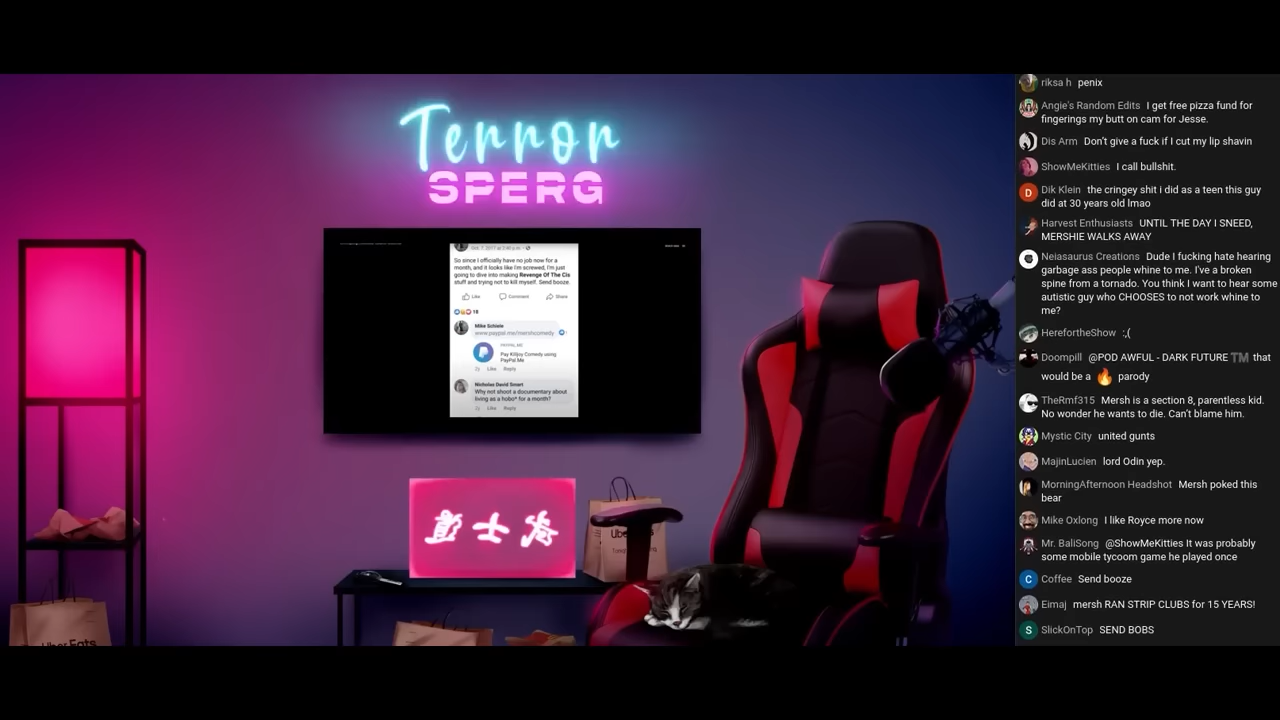 Terror
SPERG
Oct. 7, 2017 at 2:46 p.m.
So since I officially have no job now for a
month, and it looks like I'm screwed, I'm just
going to dive into making Revenge Of The Cis
stuff and trying not to kill myself. Send booze.
Like Comment Share
18
Mike Schiele
www.paypal.me/mershcomedy
PAYPAL.ME
Pay Killjoy Comedy using
PayPal Me
Like Reply
Nicholas David Smart
Why not shoot a documentary about
living as a hobo* for a month?
Like Reply
Uber
Uber Eats
riksa h penix
Angie's Random Edits I get free pizza fund for
fingerings my butt on cam for Jesse.
Dis Arm Don't give a fuck if I cut my lip shavin
ShowMeKitties I call bullshit.
D
Dik Klein the cringey shit i did as a teen this guy
did at 30 years old lmao
Harvest Enthusiasts UNTIL THE DAY I SNEED,
MERSHIE WALKS AWAY
Neiasaurus Creations Dude I fucking hate hearing
garbage ass people whine to me. I've a broken
spine from a tornado. You think I want to hear some
autistic guy who CHOOSES to not work whine to
me?
HerefortheShow :,(
Doompill @POD AWFUL - DARK FUTURE ™️ that
would be a 🔥 parody
TheRmf315 Mersh is a section 8, parentless kid.
No wonder he wants to die. Can't blame him.
Mystic City united gunts
MajinLucien lord Odin yep.
MorningAfternoon Headshot Mersh poked this
bear
Mike Oxlong I like Royce more now
Mr. BaliSong @ShowMeKitties It was probably
some mobile tycoom game he played once
C
Coffee Send booze
Eimaj mersh RAN STRIP CLUBS for 15 YEARS!
S
SlickOnTop SEND BOBS